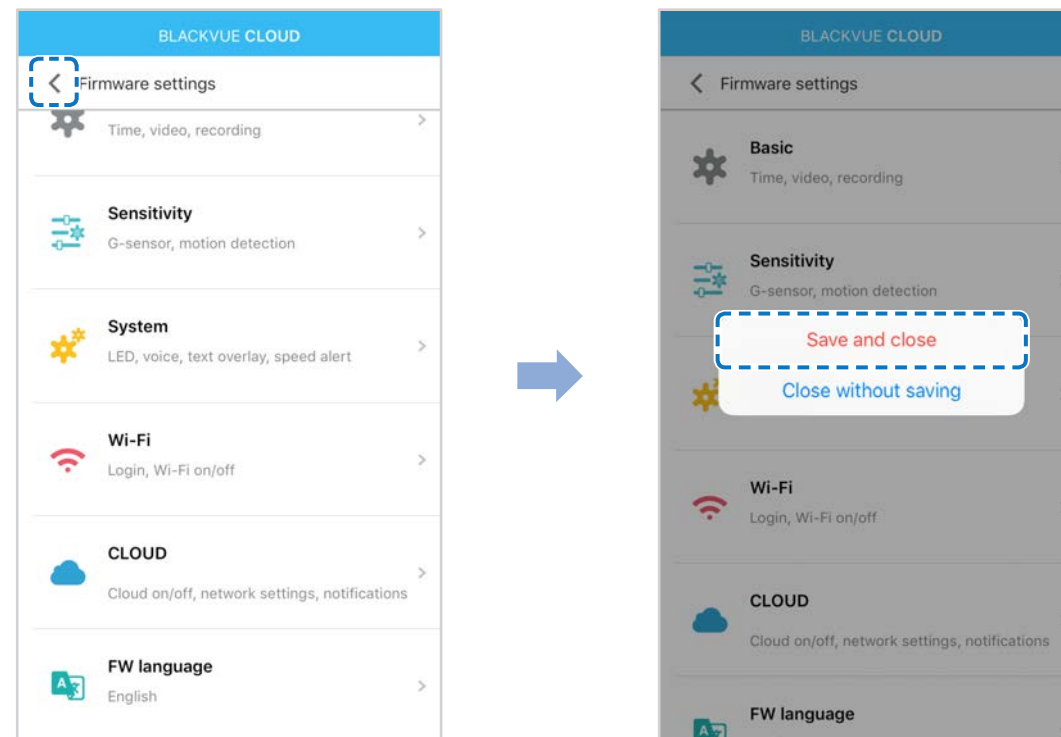 BLACKVUE CLOUD
Firmware settings
Time, video, recording
Sensitivity
G-sensor, motion detection
System
LED, voice, text overlay, speed alert
Wi-Fi
Login, Wi-Fi on/off
CLOUD
Cloud on/off, network settings, notifications
FW language
English
BLACKVUE CLOUD
Firmware settings
Basic
Time, video, recording
Sensitivity
G-sensor, motion detection
Save and close
Close without saving
Wi-Fi
Login, Wi-Fi on/off
CLOUD
Cloud on/off, network settings, notifications
FW language